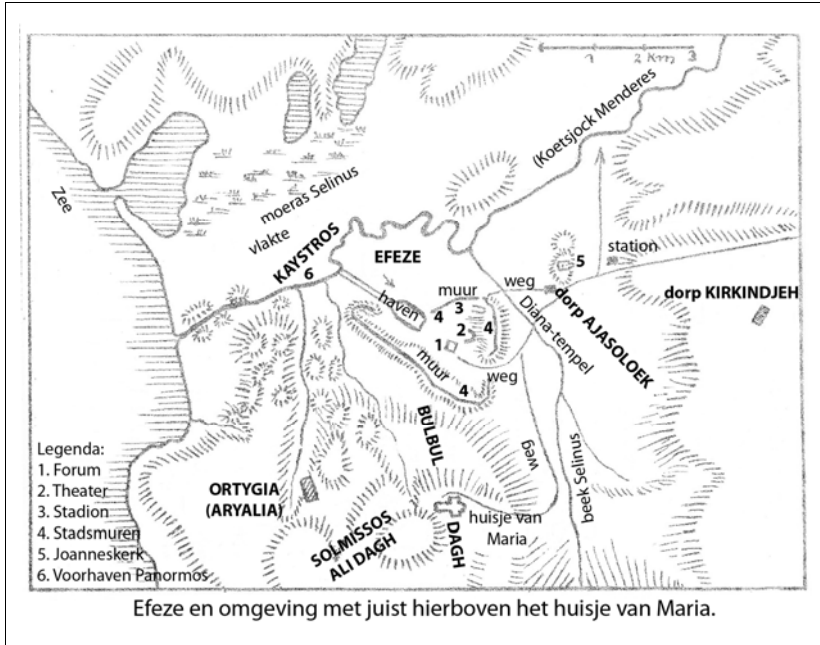 1 2 km 3
(Koetsjock Menderes
Zee
moeras Selinus
vlakte
KAYSTROS
6
EFEZE
haven
muur
weg
station
5
dorp KIRKINDJEH
dorp AJASOLOEK
Diana-tempel
4 3
2 4
1
muur
weg
4
BULBUL
weg
beek Selinus
ORTYGIA
(ARYALIA)
SOLMISSOS
ALI DAGH
DAGH
huisje van
Maria
Legenda:
1. Forum
2. Theater
3. Stadion
4. Stadsmuren
5. Joanneskerk
6. Voorhaven Panormos
Efeze en omgeving met juist hierboven het huisje van Maria.